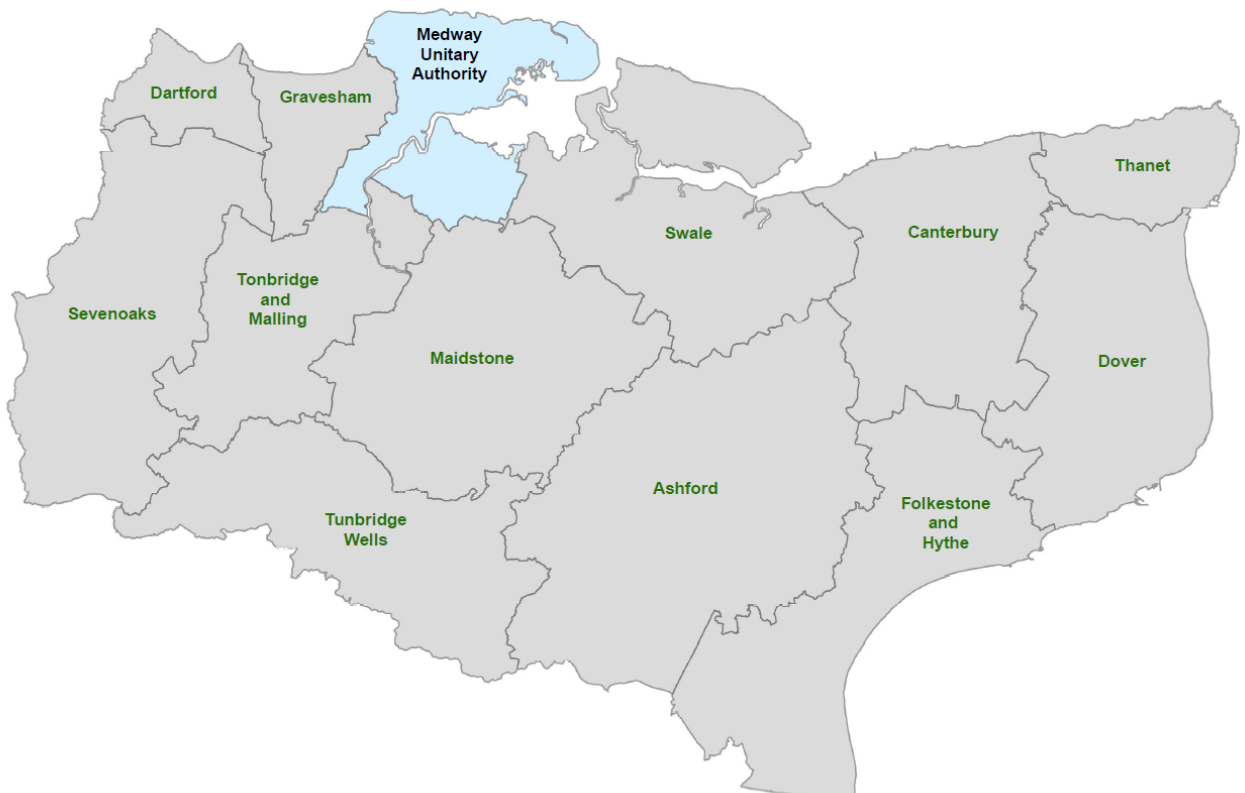 Medway
Unitary
Authority
Dartford
Gravesham
Thanet
Swale
Canterbury
Tonbridge
and
Malling
Sevenoaks
Maidstone
Dover
Ashford
Folkestone
and
Hythe
Tunbridge
Wells